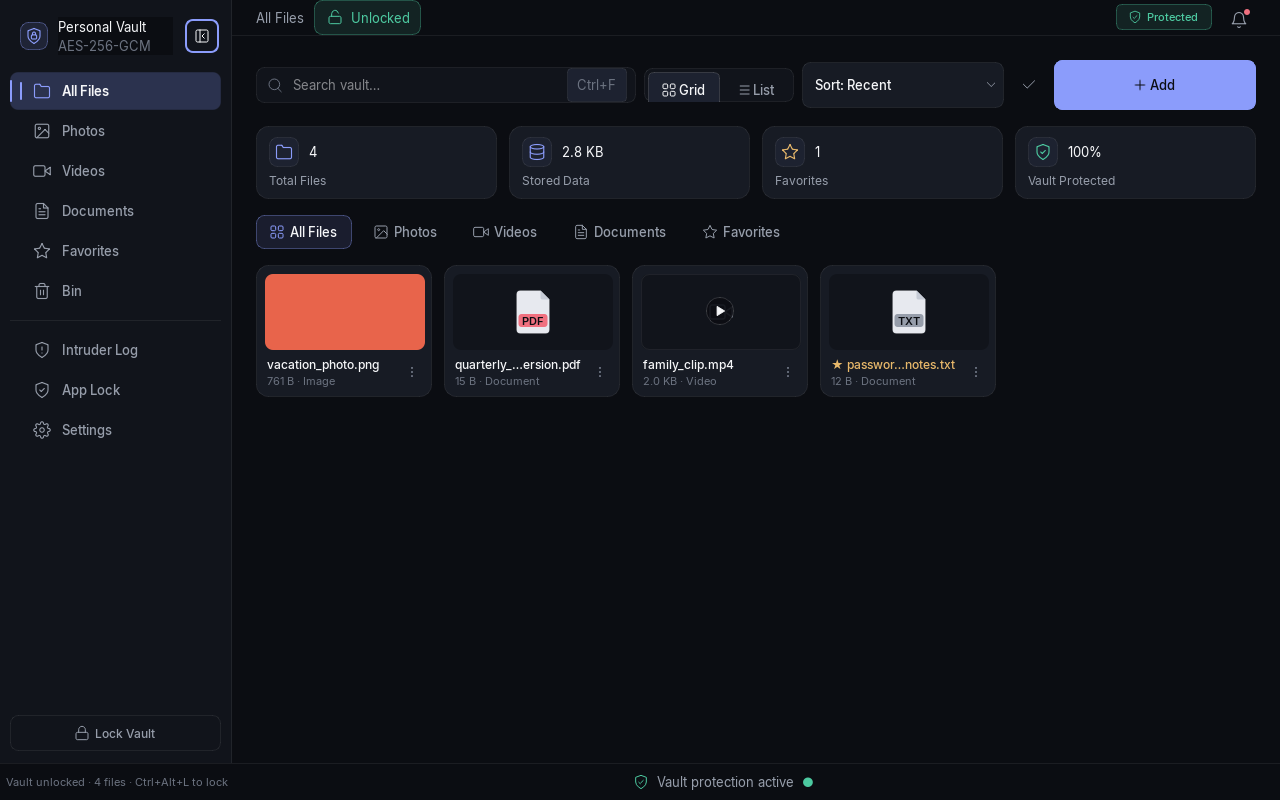 Personal Vault
AES-256-GCM
All Files
Photos
Videos
Documents
Favorites
Bin
Intruder Log
App Lock
Settings
Lock Vault
Vault unlocked · 4 files · Ctrl+Alt+L to lock
All Files
Unlocked
Protected
Search vault...
Ctrl+F
Grid
List
Sort: Recent
Add
4
Total Files
2.8 KB
Stored Data
1
Favorites
100%
Vault Protected
All Files
Photos
Videos
Documents
Favorites
vacation_photo.png
761 B · Image
PDF
quarterly_...ersion.pdf
15 B · Document
family_clip.mp4
2.0 KB · Video
TXT
★ passwor...notes.txt
12 B · Document
Vault protection active